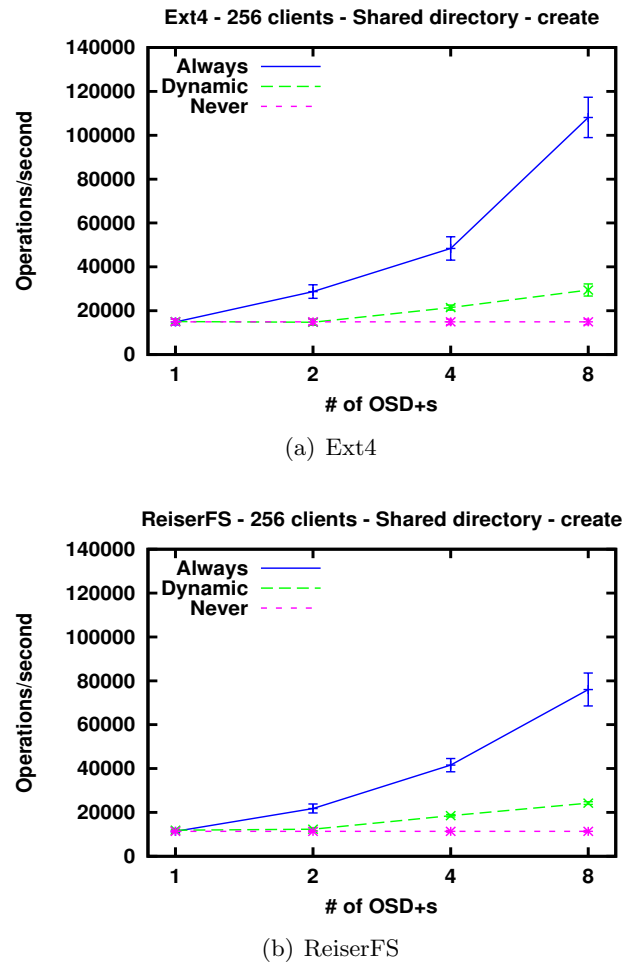 Ext4 - 256 clients - Shared directory - create
140000
120000
100000
80000
60000
40000
20000
0
Operations/second
Always
Dynamic
Never
1 2 4 8
# of OSD+s
(a) Ext4
ReiserFS - 256 clients - Shared directory - create
140000
120000
100000
80000
60000
40000
20000
0
Operations/second
Always
Dynamic
Never
1 2 4 8
# of OSD+s
(b) ReiserFS